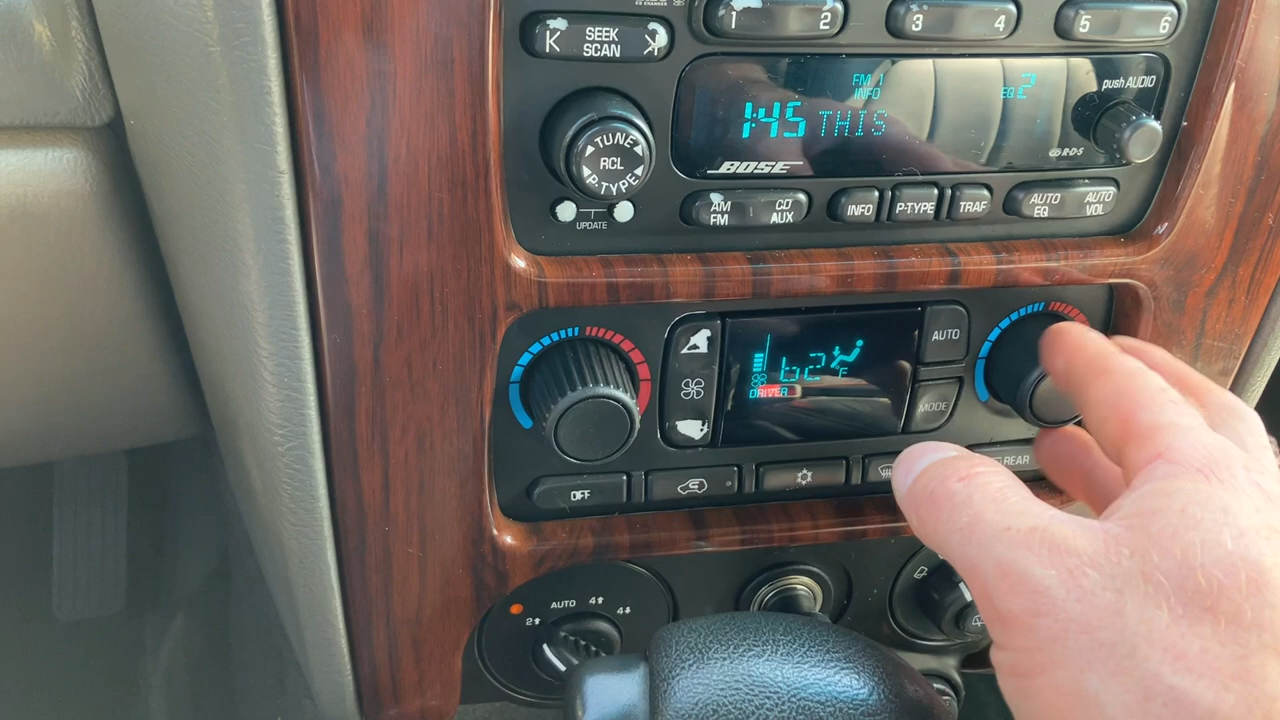 1 2
3 4
5 6
SEEK
SCAN
FM 1
INFO
EQ 2
push AUDIO
1:45 THIS
R·D·S
BOSE
TUNE
RCL
P-TYPE
UPDATE
AM
FM
CD
AUX
INFO
P-TYPE
TRAF
AUTO
EQ
AUTO
VOL
62°F
DRIVER
AUTO
MODE
OFF
REAR
AUTO
2↑
4↑
4↓